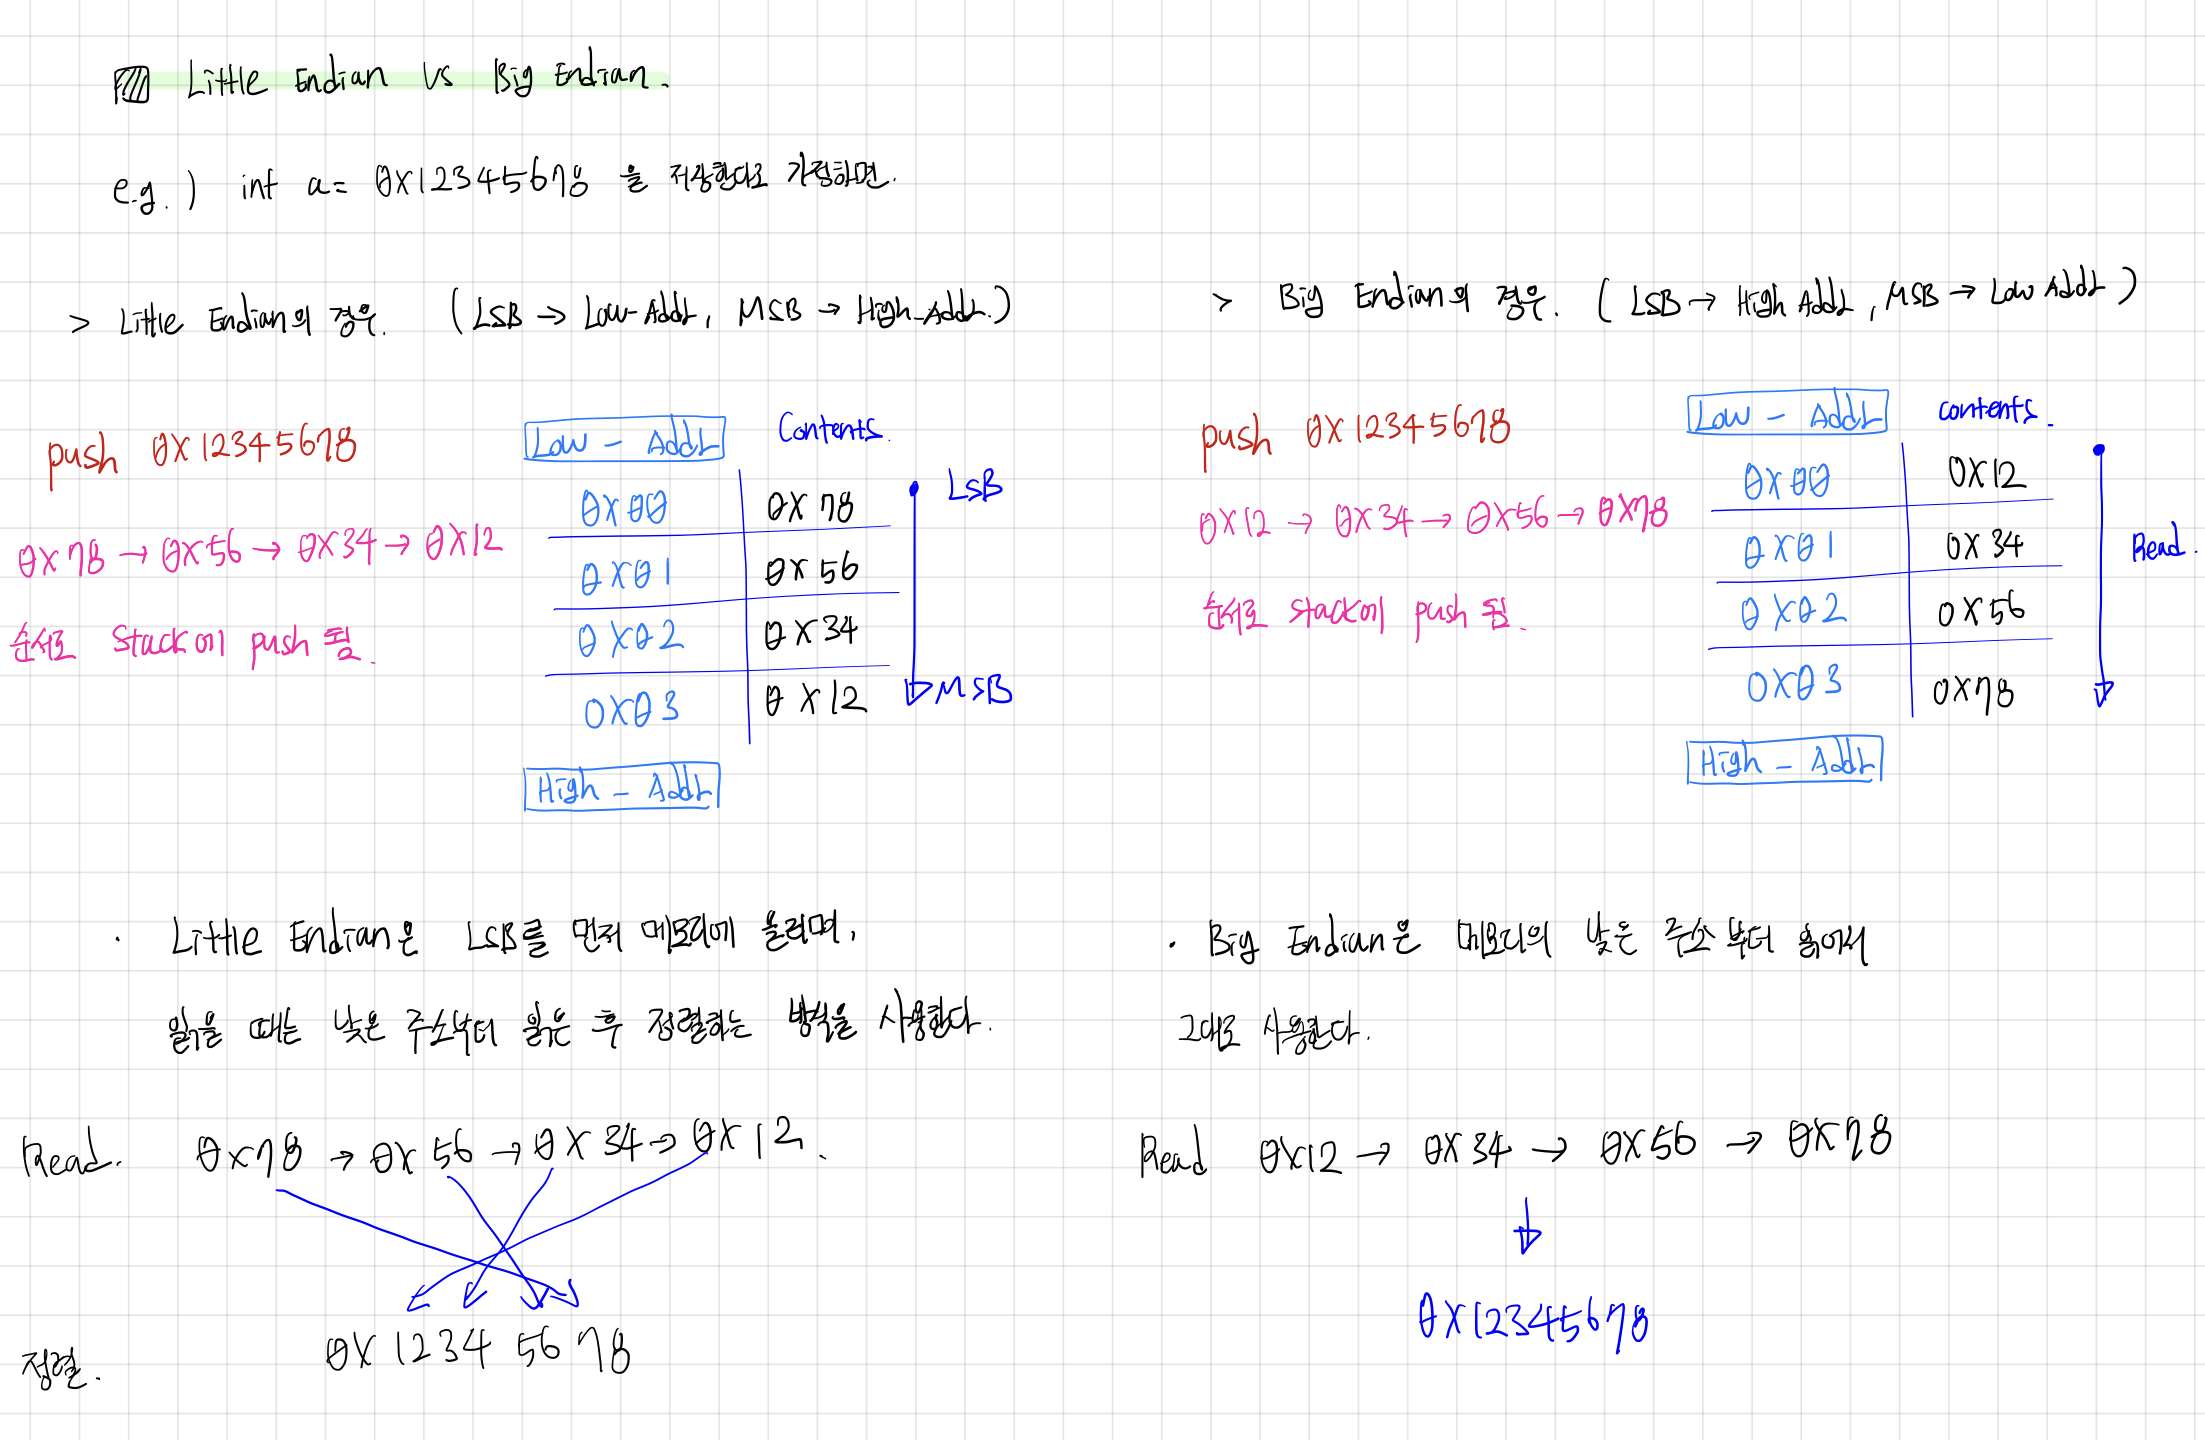 Little Endian vs Big Endian.
e.g.) int a = 0x12345678 을 저장한다고 가정하면.
> Little Endian의 경우. (LSB → Low-Addr, MSB → High-Addr.)
push 0x12345678
0x78 → 0x56 → 0x34 → 0x12
순서로 Stack에 push 됨.
Low - Addr Contents.
0x00 0x78 LSB
0x01 0x56
0x02 0x34
0x03 0x12 MSB
High - Addr
· Little Endian은 LSB를 먼저 메모리에 올리며,
읽을 때는 낮은 주소부터 읽은 후 정렬하는 방식을 사용한다.
Read. 0x78 → 0x56 → 0x34 → 0x12.
정렬. 0x12345678
> Big Endian의 경우. (LSB → High Addr, MSB → Low Addr)
push 0x12345678
0x12 → 0x34 → 0x56 → 0x78
순서로 Stack에 push 됨.
Low - Addr contents.
0x00 0x12
0x01 0x34 Read.
0x02 0x56
0x03 0x78
High - Addr
· Big Endian은 메모리의 낮은 주소부터 읽어서
그대로 사용한다.
Read 0x12 → 0x34 → 0x56 → 0x78
0x12345678